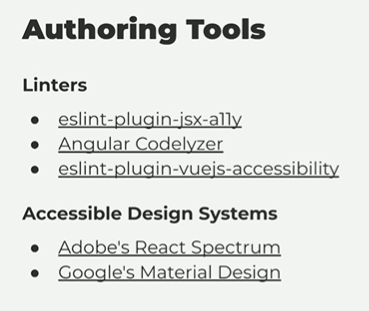 Authoring Tools
Linters
● eslint-plugin-jsx-a11y
● Angular Codelyzer
● eslint-plugin-vuejs-accessibility
Accessible Design Systems
● Adobe's React Spectrum
● Google's Material Design